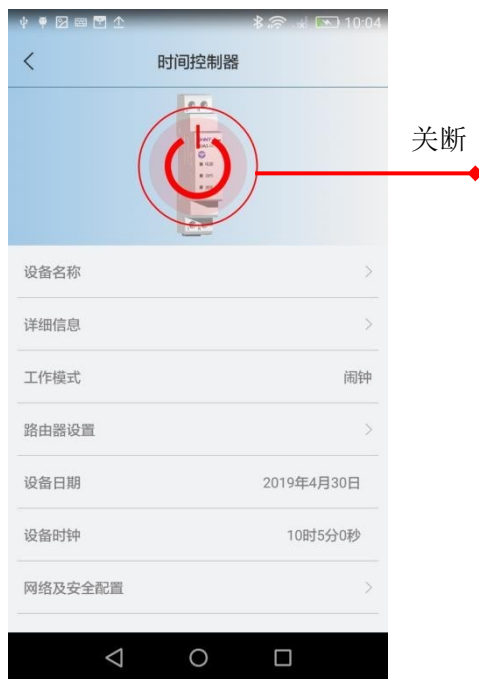 10:04
时间控制器
关断
设备名称
详细信息
工作模式 闹钟
路由器设置
设备日期 2019年4月30日
设备时钟 10时5分0秒
网络及安全配置